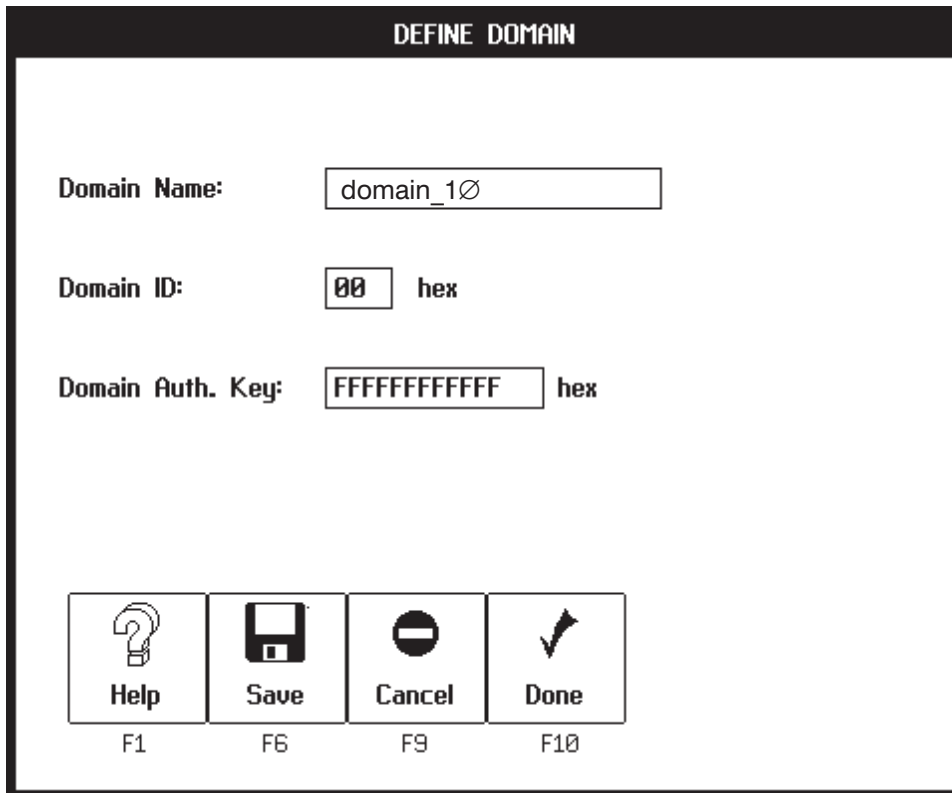 DEFINE DOMAIN
Domain Name: domain_1∅
Domain ID: 00 hex
Domain Auth. Key: FFFFFFFFFFFF hex
Help Save Cancel Done
F1 F6 F9 F10